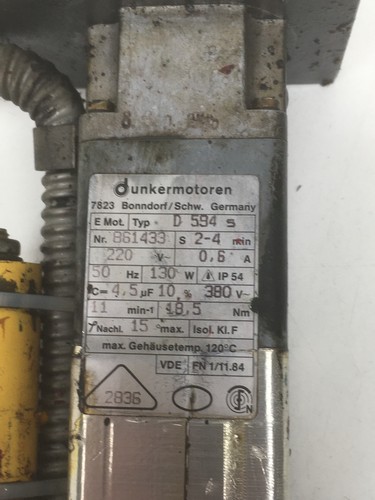 dunkermotoren
7823 Bonndorf/Schw. Germany
E Mot. Typ D 594 s
Nr. 861433 S 2-4 min
220 V~ 0,6 A
50 Hz 130 W IP 54
C= 4,5 µF 10 % 380 V~
11 min-1 18,5 Nm
Nachl. 15 °max. Isol. Kl. F
max. Gehäusetemp. 120°C
VDE FN 1/11.84
2836
N